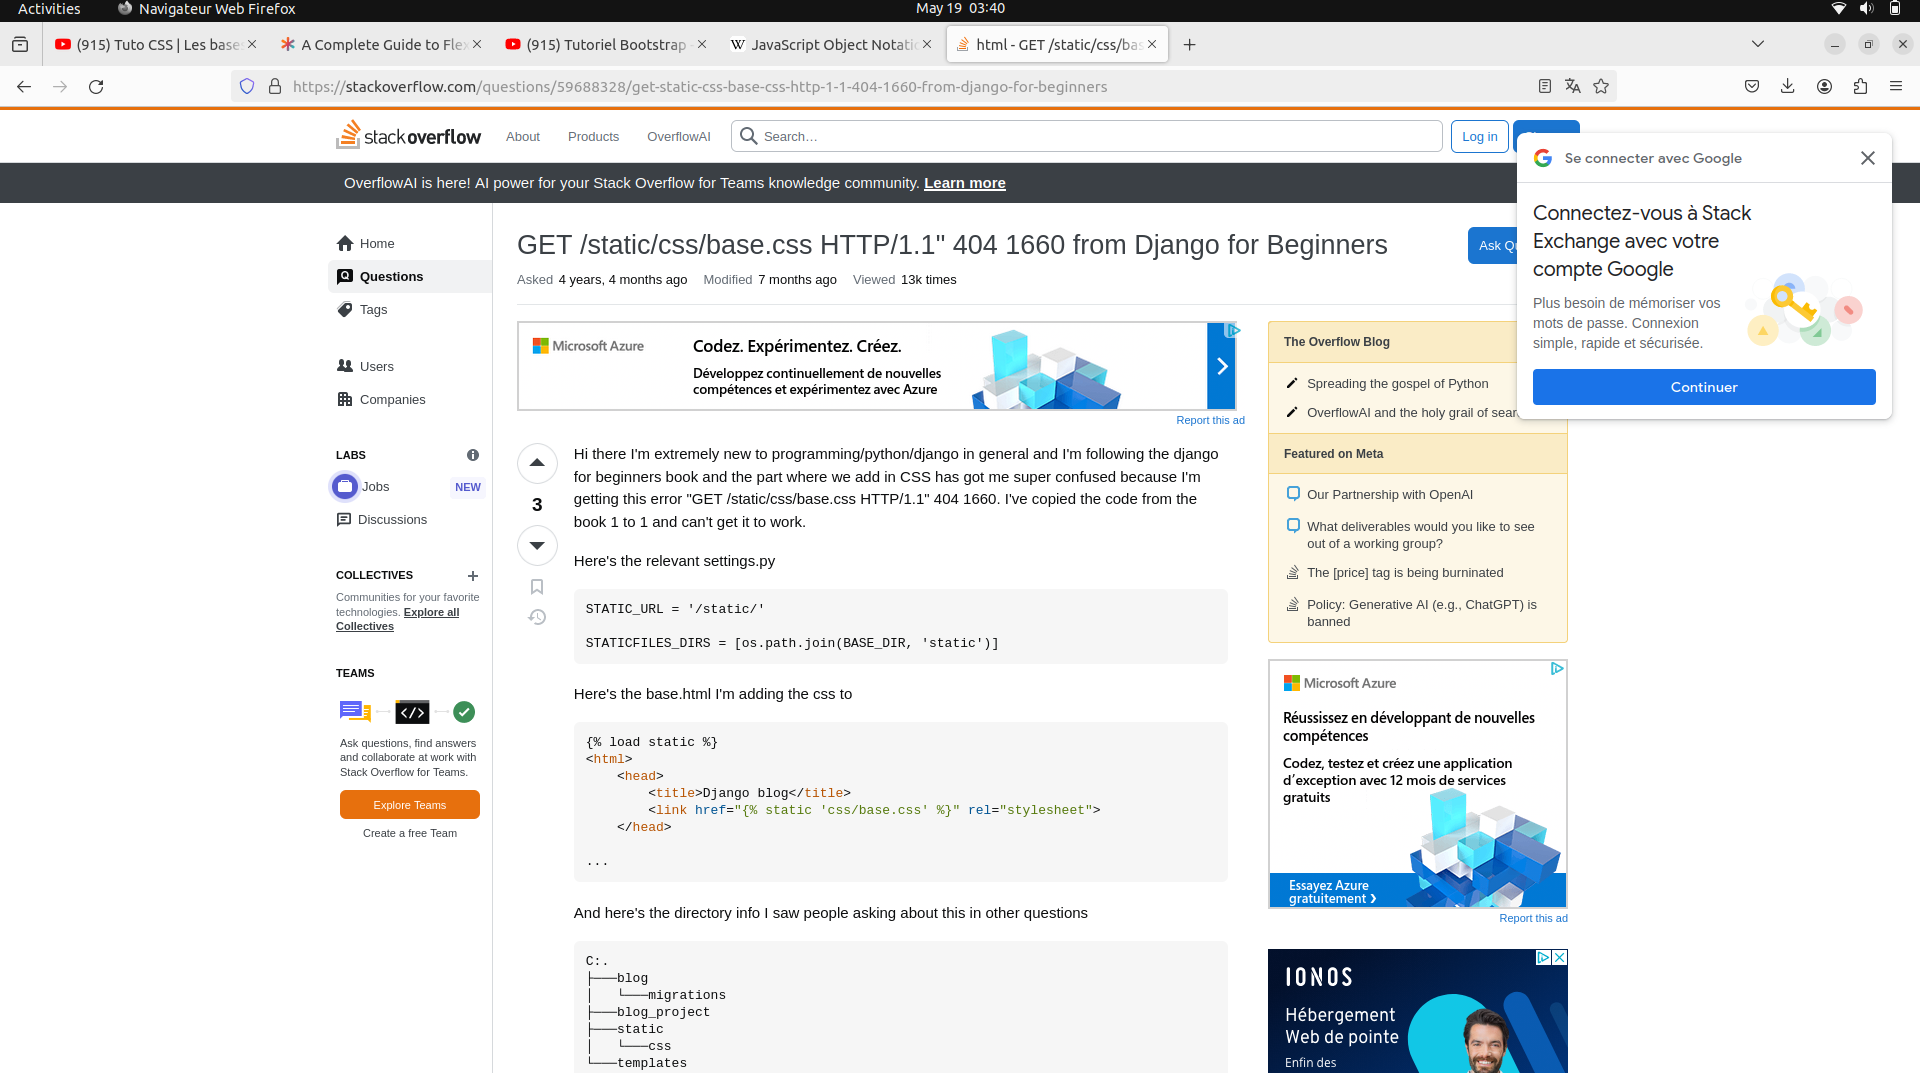 Activities
Navigateur Web Firefox
May 19 03:40
(915) Tuto CSS | Les base
A Complete Guide to Flex
(915) Tutoriel Bootstrap -
JavaScript Object Notatio
html - GET /static/css/bas
https://stackoverflow.com/questions/59688328/get-static-css-base-css-http-1-1-404-1660-from-django-for-beginners
stackoverflow
About
Products
OverflowAI
Search…
Log in
OverflowAI is here! AI power for your Stack Overflow for Teams knowledge community. Learn more
Se connecter avec Google
Connectez-vous à Stack
Exchange avec votre
compte Google
Plus besoin de mémoriser vos
mots de passe. Connexion
simple, rapide et sécurisée.
Continuer
Home
Questions
Tags
Users
Companies
LABS
Jobs
NEW
Discussions
COLLECTIVES
Communities for your favorite
technologies. Explore all
Collectives
TEAMS
Ask questions, find answers
and collaborate at work with
Stack Overflow for Teams.
Explore Teams
Create a free Team
GET /static/css/base.css HTTP/1.1" 404 1660 from Django for Beginners
Ask Qu
Asked 4 years, 4 months ago
Modified 7 months ago
Viewed 13k times
Microsoft Azure
Codez. Expérimentez. Créez.
Développez continuellement de nouvelles
compétences et expérimentez avec Azure
Report this ad
3
Hi there I'm extremely new to programming/python/django in general and I'm following the django
for beginners book and the part where we add in CSS has got me super confused because I'm
getting this error "GET /static/css/base.css HTTP/1.1" 404 1660. I've copied the code from the
book 1 to 1 and can't get it to work.
Here's the relevant settings.py
STATIC_URL = '/static/'
STATICFILES_DIRS = [os.path.join(BASE_DIR, 'static')]
Here's the base.html I'm adding the css to
{% load static %}
<html>
    <head>
        <title>Django blog</title>
        <link href="{% static 'css/base.css' %}" rel="stylesheet">
    </head>
...
And here's the directory info I saw people asking about this in other questions
C:.
├───blog
│   └───migrations
├───blog_project
├───static
│   └───css
└───templates
The Overflow Blog
Spreading the gospel of Python
OverflowAI and the holy grail of sear
Featured on Meta
Our Partnership with OpenAI
What deliverables would you like to see
out of a working group?
The [price] tag is being burninated
Policy: Generative AI (e.g., ChatGPT) is
banned
Microsoft Azure
Réussissez en développant de nouvelles
compétences
Codez, testez et créez une application
d'exception avec 12 mois de services
gratuits
Essayez Azure
gratuitement ❯
Report this ad
IONOS
Hébergement
Web de pointe
Enfin des